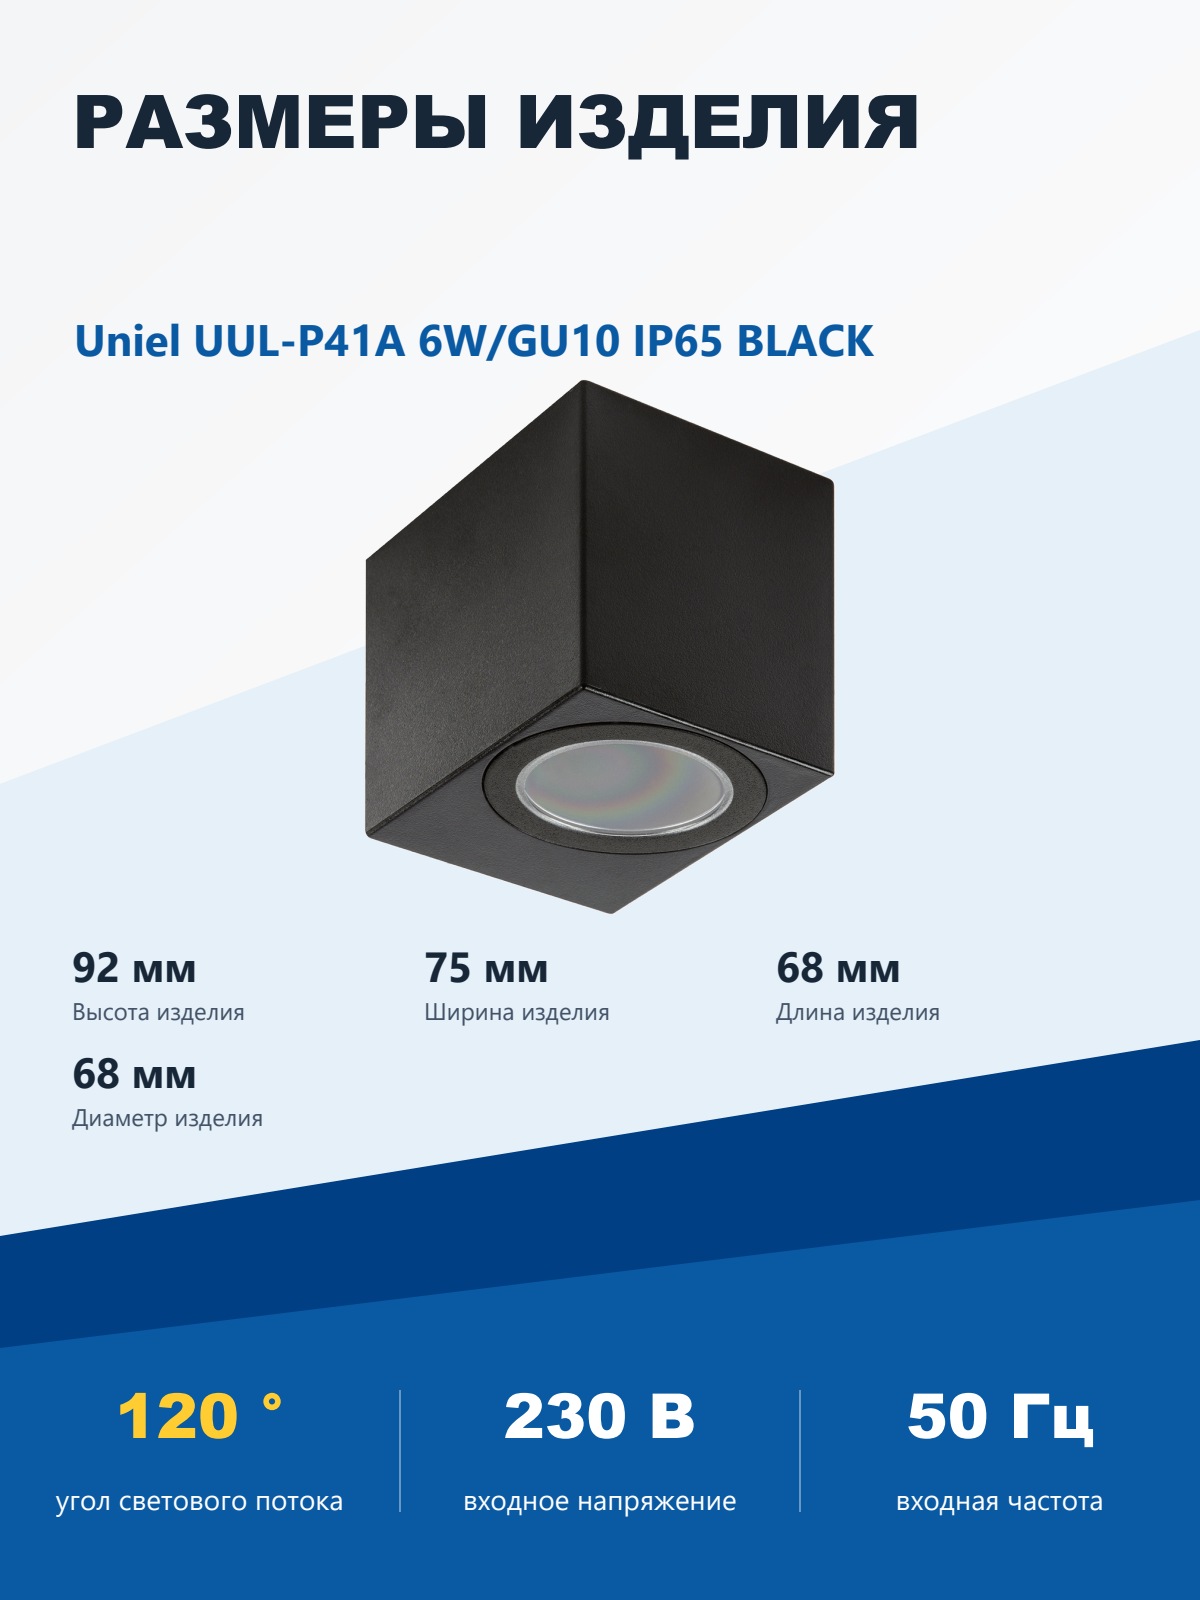 РАЗМЕРЫ ИЗДЕЛИЯ
Uniel UUL-P41A 6W/GU10 IP65 BLACK
92 мм
Высота изделия
75 мм
Ширина изделия
68 мм
Длина изделия
68 мм
Диаметр изделия
120 °
угол светового потока
230 В
входное напряжение
50 Гц
входная частота